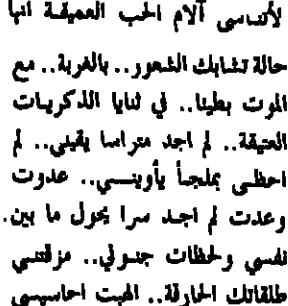 لأتناسى آلام الحب العميقة انها
حالة تشابك الشعور.. بالغربة.. مع
الموت بطيئا.. في ثنايا الذكريات
العتيقة.. لم اجد متراسا يقيني.. لم
احظى بملجأ يأوينسي.. عدوت
وعدت لم اجد سرا يحول ما بين.
نفسي ولحظات جنوني.. مزقتني
طلقاتك الحارقة.. الهبت احاسيسي